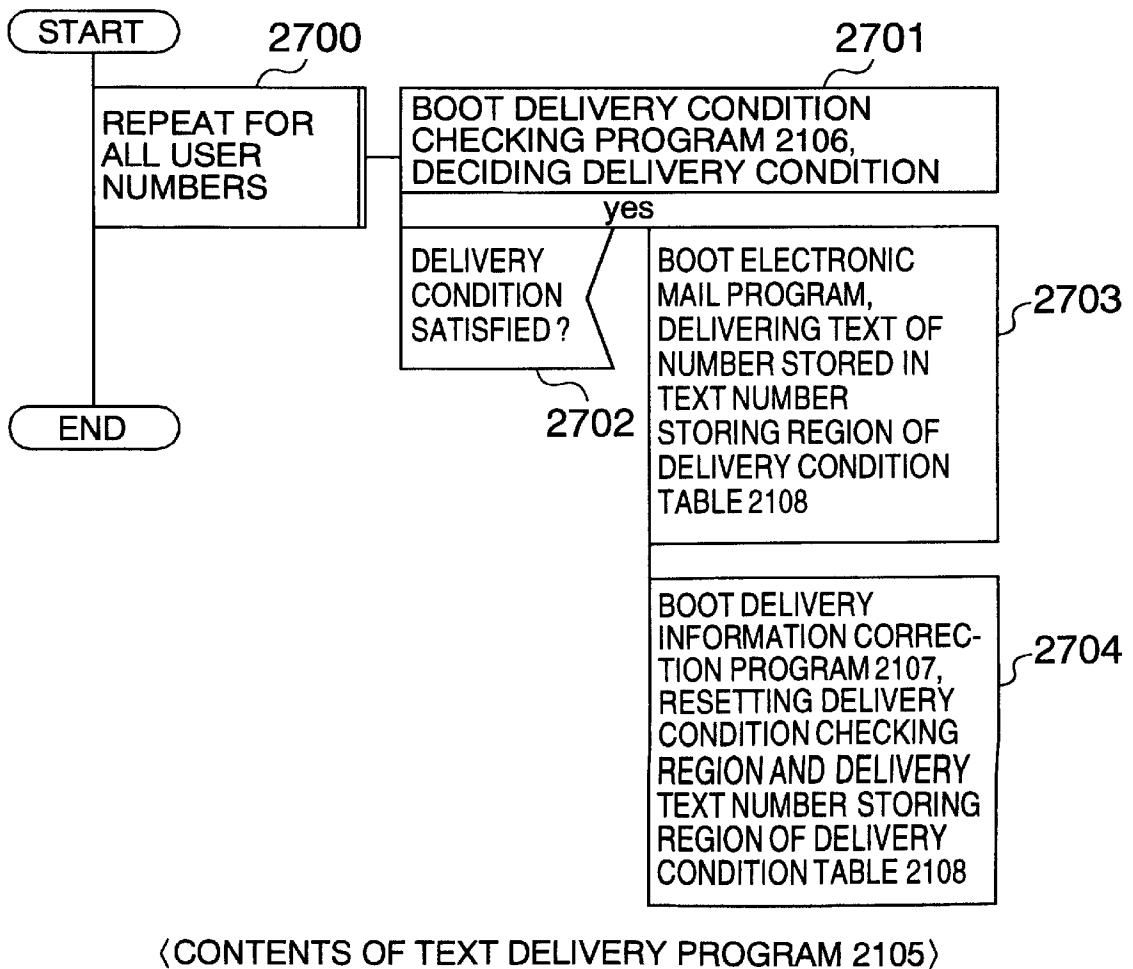 START
2700
2701
REPEAT FOR
ALL USER
NUMBERS
BOOT DELIVERY CONDITION
CHECKING PROGRAM 2106,
DECIDING DELIVERY CONDITION
yes
DELIVERY
CONDITION
SATISFIED ?
2702
BOOT ELECTRONIC
MAIL PROGRAM,
DELIVERING TEXT OF
NUMBER STORED IN
TEXT NUMBER
STORING REGION OF
DELIVERY CONDITION
TABLE 2108
2703
END
BOOT DELIVERY
INFORMATION CORREC-
TION PROGRAM 2107,
RESETTING DELIVERY
CONDITION CHECKING
REGION AND DELIVERY
TEXT NUMBER STORING
REGION OF DELIVERY
CONDITION TABLE 2108
2704
〈CONTENTS OF TEXT DELIVERY PROGRAM 2105〉